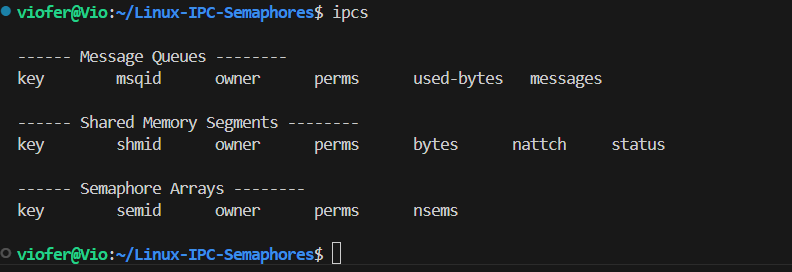 viofer@Vio:~/Linux-IPC-Semaphores$ ipcs
------ Message Queues --------
key        msqid      owner      perms      used-bytes   messages
------ Shared Memory Segments --------
key        shmid      owner      perms      bytes      nattch     status
------ Semaphore Arrays --------
key        semid      owner      perms      nsems
viofer@Vio:~/Linux-IPC-Semaphores$